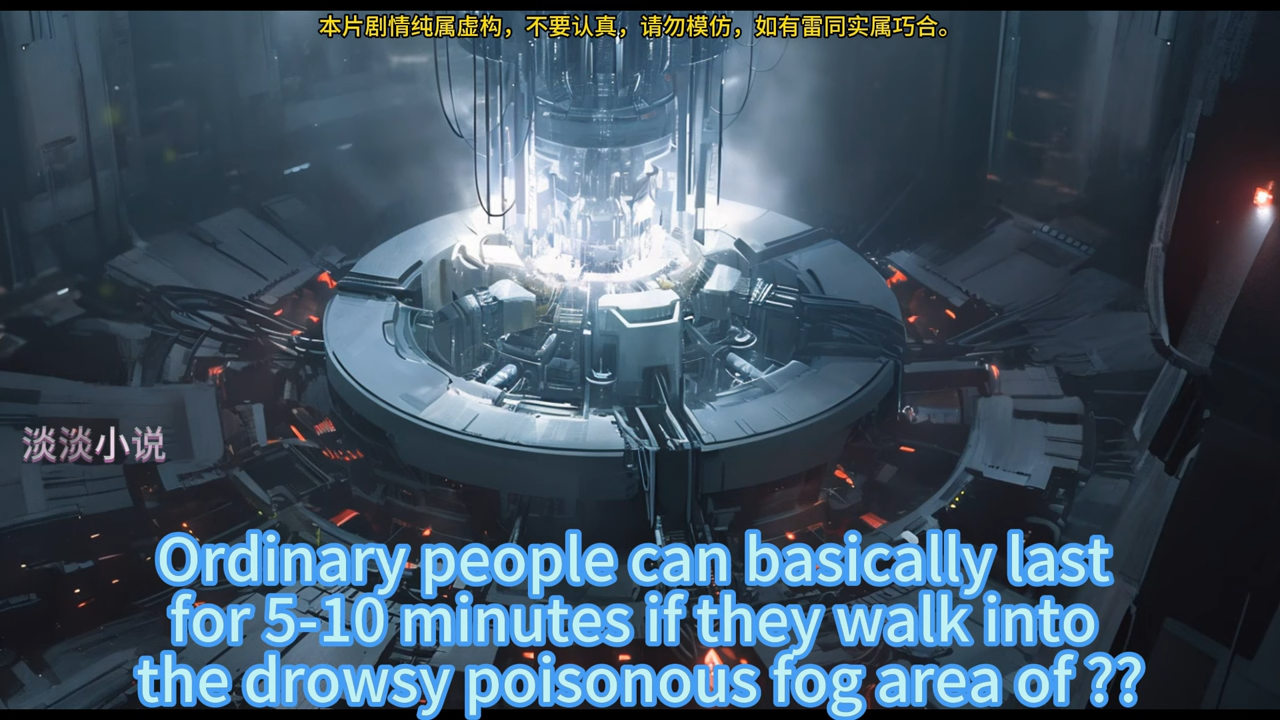 本片剧情纯属虚构，不要认真，请勿模仿，如有雷同实属巧合。
淡淡小说
Ordinary people can basically last
for 5-10 minutes if they walk into
the drowsy poisonous fog area of ??